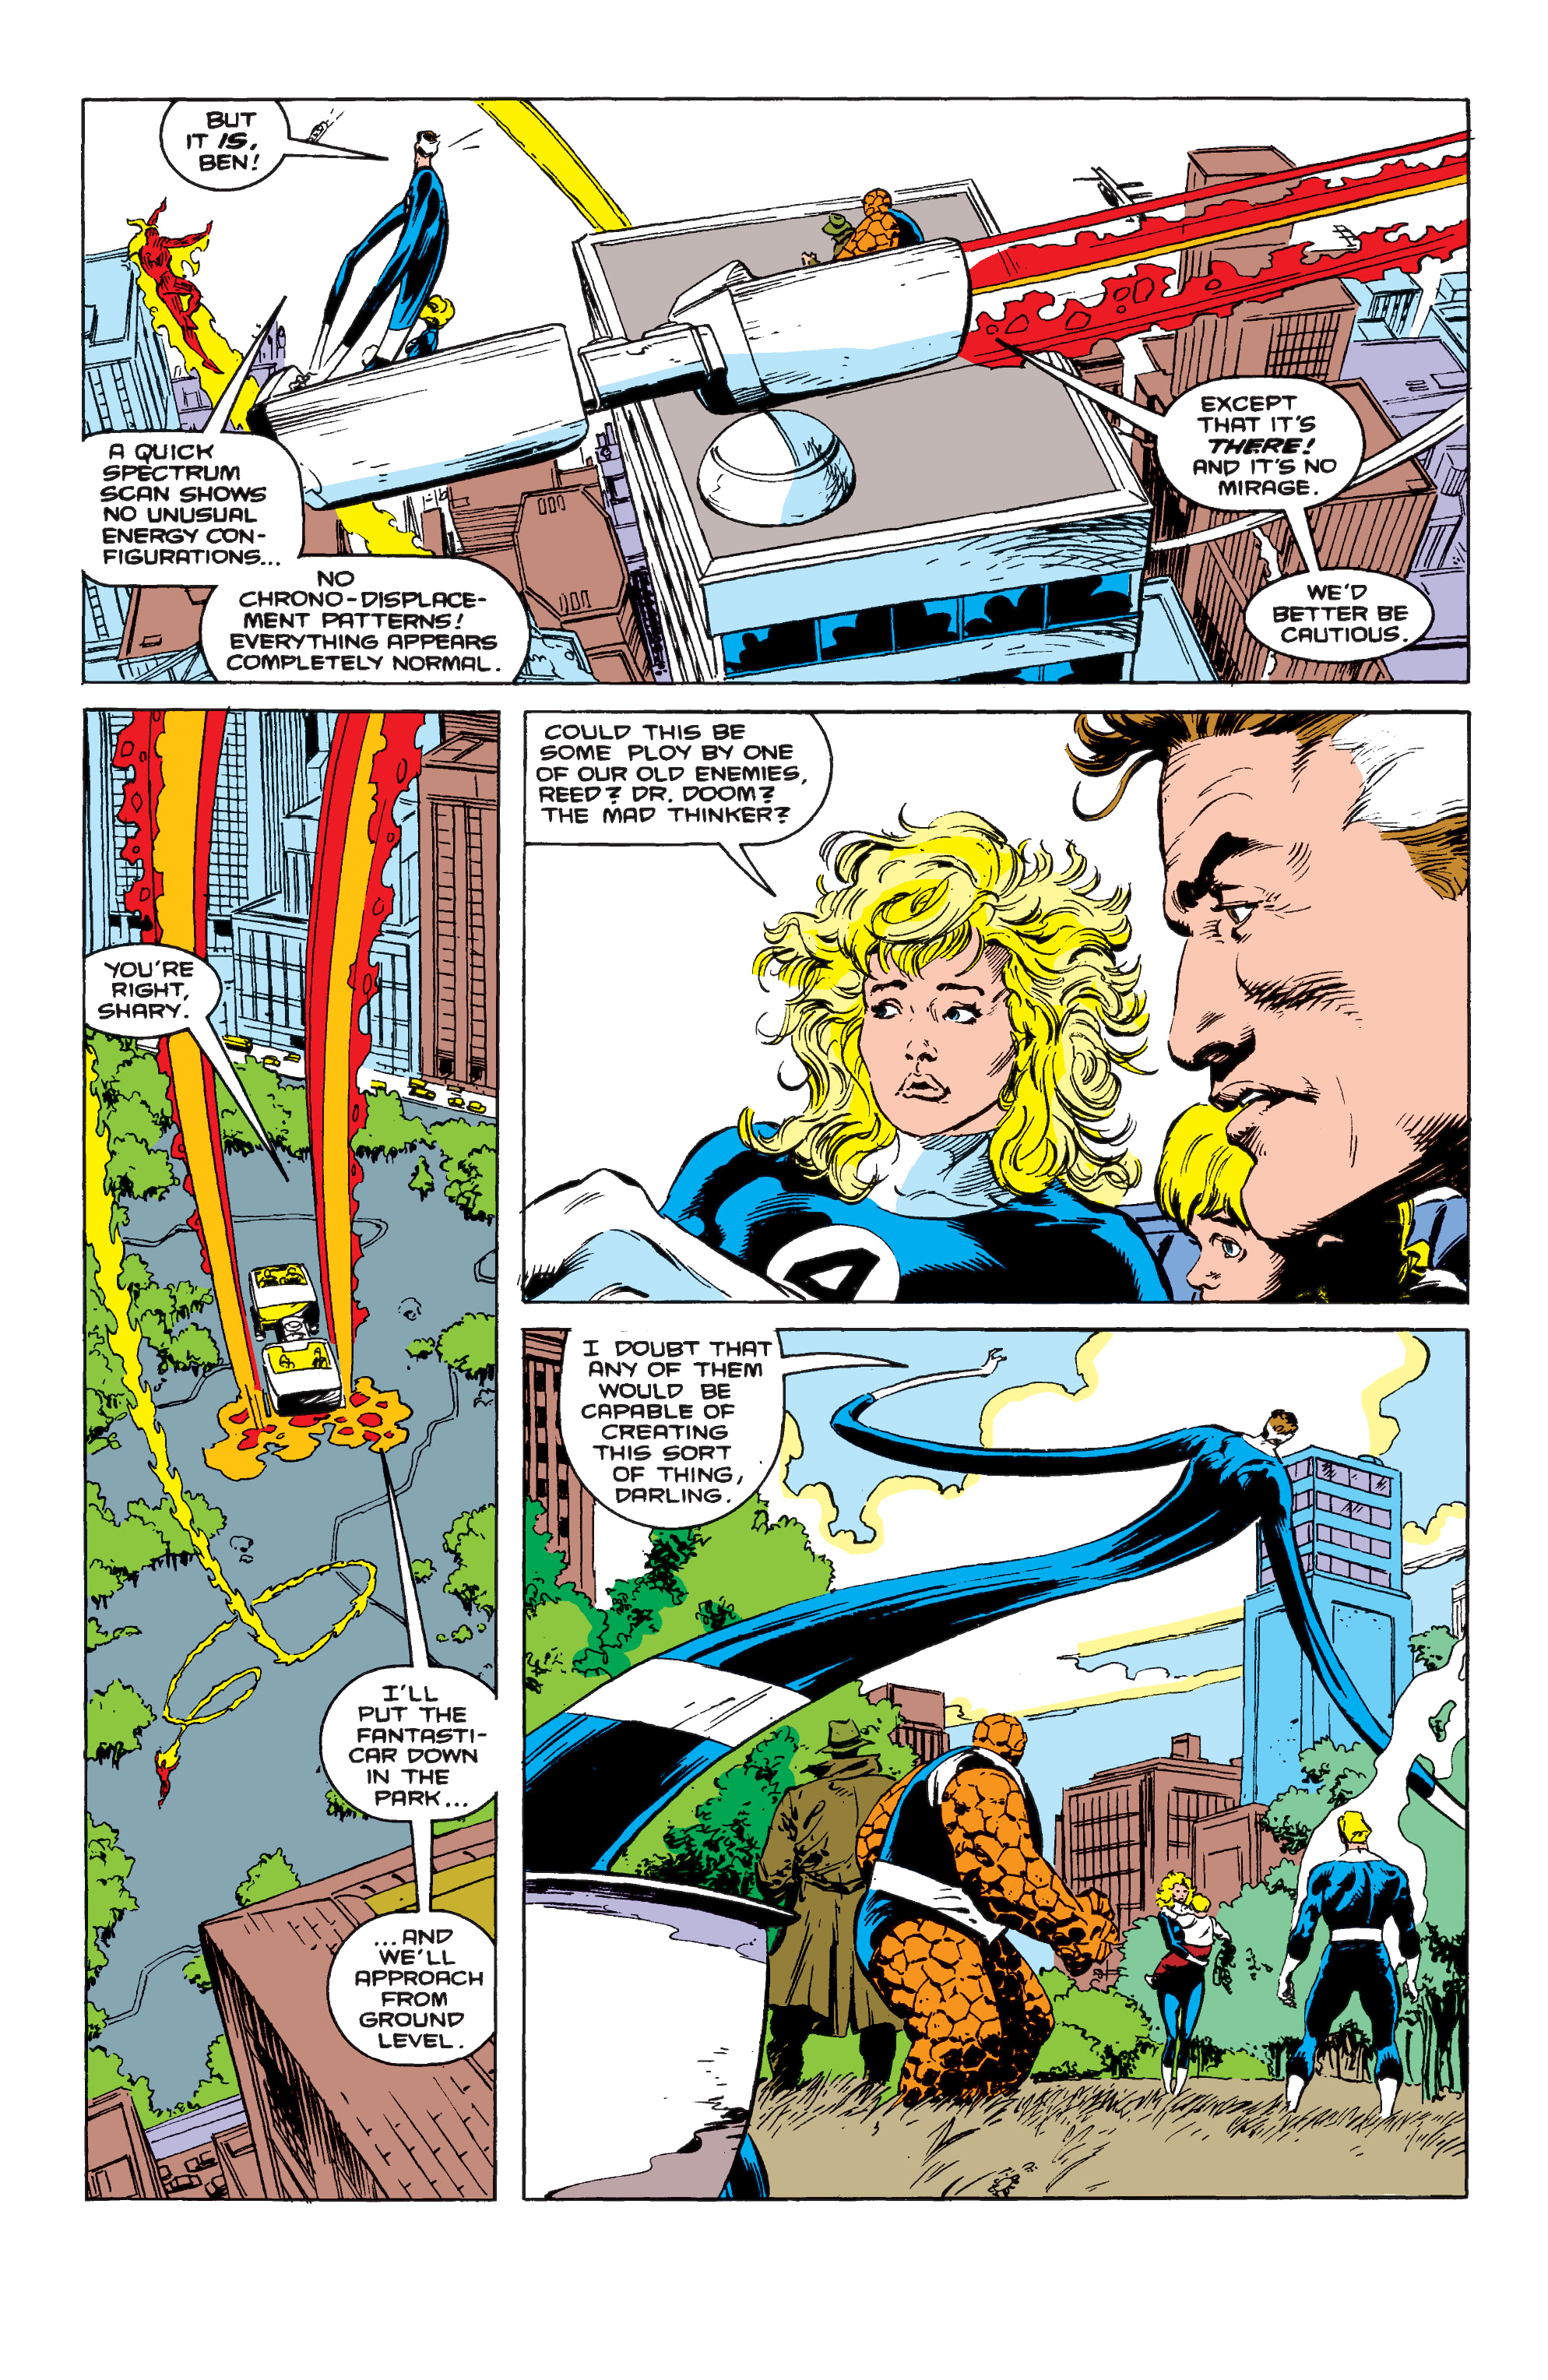 BUT
IT IS,
BEN!
A QUICK
SPECTRUM
SCAN SHOWS
NO UNUSUAL
ENERGY CON-
FIGURATIONS...
NO
CHRONO-DISPLACE-
MENT PATTERNS!
EVERYTHING APPEARS
COMPLETELY NORMAL.
EXCEPT
THAT IT'S
THERE!
AND IT'S NO
MIRAGE.
WE'D
BETTER BE
CAUTIOUS.
YOU'RE
RIGHT,
SHARY.
I'LL
PUT THE
FANTASTI-
CAR DOWN
IN THE
PARK...
...AND
WE'LL
APPROACH
FROM
GROUND
LEVEL.
COULD THIS BE
SOME PLOY BY ONE
OF OUR OLD ENEMIES,
REED? DR. DOOM?
THE MAD THINKER?
4
I DOUBT THAT
ANY OF THEM
WOULD BE
CAPABLE OF
CREATING
THIS SORT
OF THING,
DARLING.